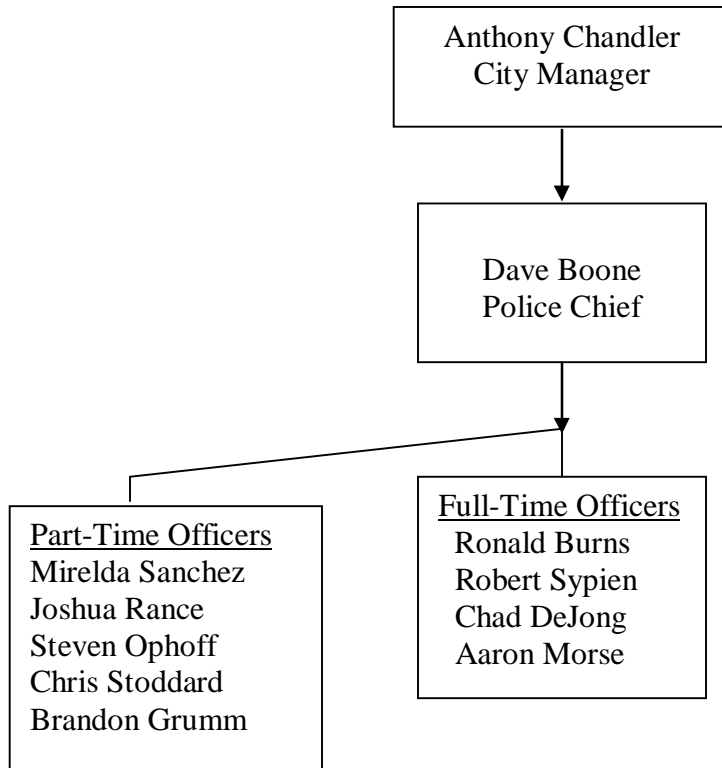 Anthony Chandler
City Manager
Dave Boone
Police Chief
Part-Time Officers
Mirelda Sanchez
Joshua Rance
Steven Ophoff
Chris Stoddard
Brandon Grumm
Full-Time Officers
Ronald Burns
Robert Sypien
Chad DeJong
Aaron Morse